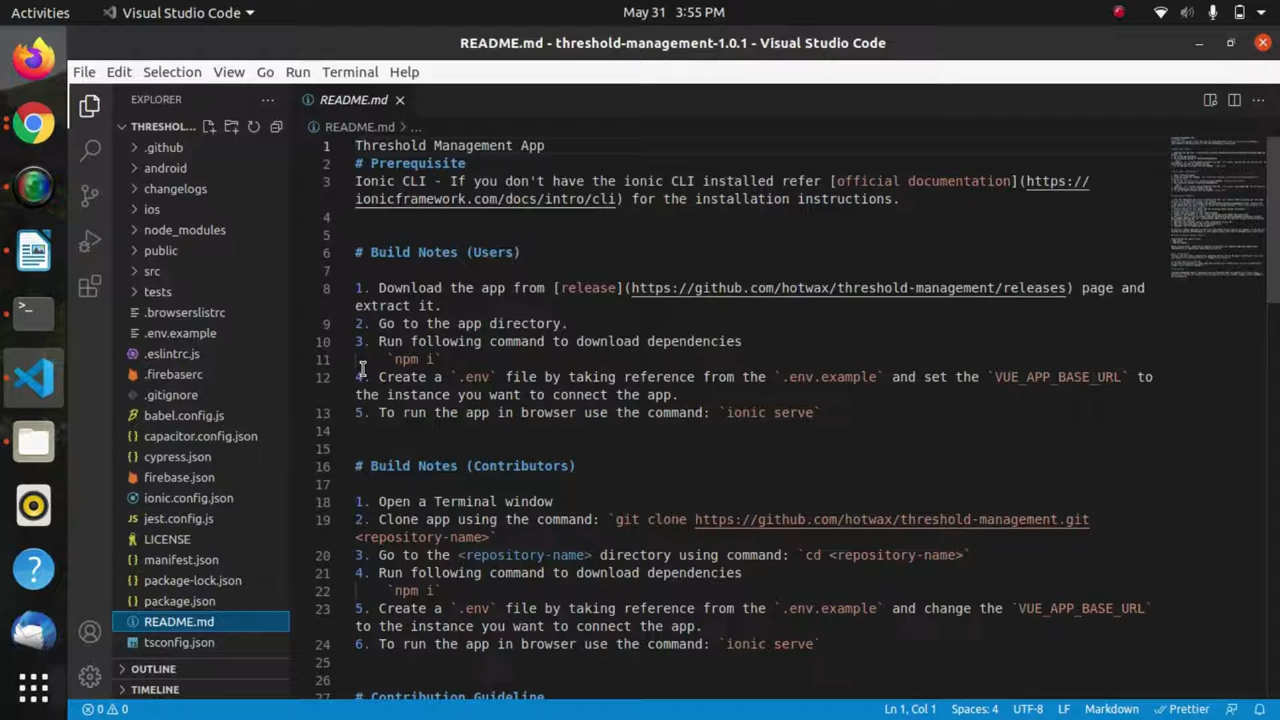 Activities
Visual Studio Code
May 31 3:55 PM
README.md - threshold-management-1.0.1 - Visual Studio Code
File Edit Selection View Go Run Terminal Help
EXPLORER
THRESHOL...
.github
android
changelogs
ios
node_modules
public
src
tests
.browserslistrc
.env.example
.eslintrc.js
.firebaserc
.gitignore
babel.config.js
capacitor.config.json
cypress.json
firebase.json
ionic.config.json
jest.config.js
LICENSE
manifest.json
package-lock.json
package.json
README.md
tsconfig.json
OUTLINE
TIMELINE
README.md
README.md > ...
1 Threshold Management App
2 # Prerequisite
3 Ionic CLI - If you don't have the ionic CLI installed refer [official documentation](https://
ionicframework.com/docs/intro/cli) for the installation instructions.
4
5
6 # Build Notes (Users)
7
8 1. Download the app from [release](https://github.com/hotwax/threshold-management/releases) page and
extract it.
9 2. Go to the app directory.
10 3. Run following command to download dependencies
11 `npm i`
12 4. Create a `.env` file by taking reference from the `.env.example` and set the `VUE_APP_BASE_URL` to
the instance you want to connect the app.
13 5. To run the app in browser use the command: `ionic serve`
14
15
16 # Build Notes (Contributors)
17
18 1. Open a Terminal window
19 2. Clone app using the command: `git clone https://github.com/hotwax/threshold-management.git
<repository-name>`
20 3. Go to the <repository-name> directory using command: `cd <repository-name>`
21 4. Run following command to download dependencies
22 `npm i`
23 5. Create a `.env` file by taking reference from the `.env.example` and change the `VUE_APP_BASE_URL`
to the instance you want to connect the app.
24 6. To run the app in browser use the command: `ionic serve`
25
26
27 # Contribution Guideline
0 0
Ln 1, Col 1 Spaces: 4 UTF-8 LF Markdown Prettier